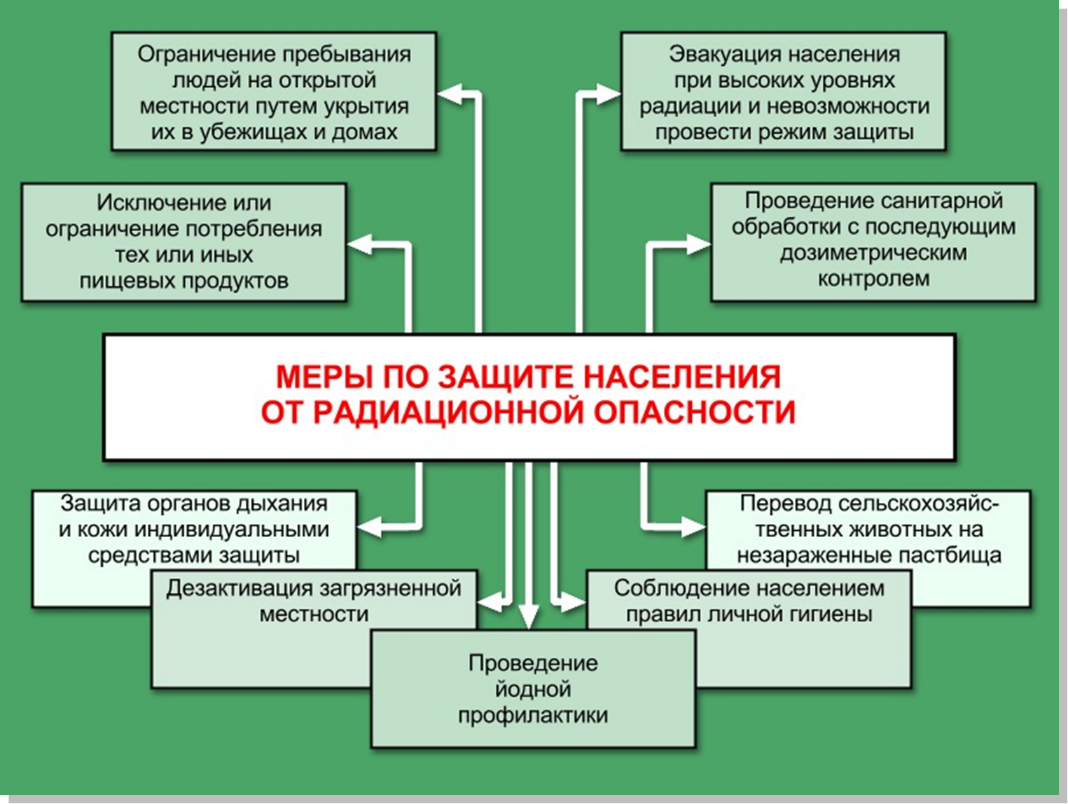 Ограничение пребывания
людей на открытой
местности путем укрытия
их в убежищах и домах
Эвакуация населения
при высоких уровнях
радиации и невозможности
провести режим защиты
Исключение или
ограничение потребления
тех или иных
пищевых продуктов
Проведение санитарной
обработки с последующим
дозиметрическим
контролем
МЕРЫ ПО ЗАЩИТЕ НАСЕЛЕНИЯ
ОТ РАДИАЦИОННОЙ ОПАСНОСТИ
Защита органов дыхания
и кожи индивидуальными
средствами защиты
Перевод сельскохозяйс-
твенных животных на
незараженные пастбища
Дезактивация загрязненной
местности
Соблюдение населением
правил личной гигиены
Проведение
йодной
профилактики